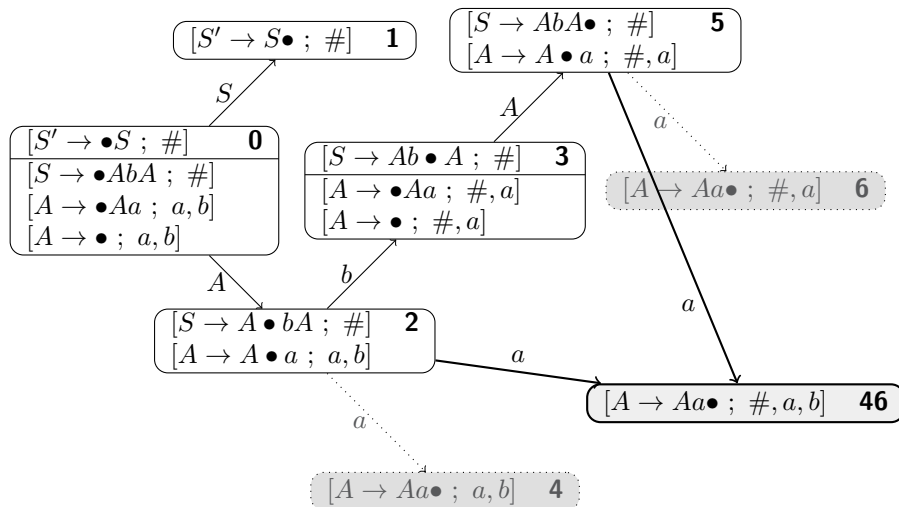 [S′ → S● ; #] 1
[S → AbA● ; #] 5
[A → A ● a ; #, a]
S
A
a
[S′ → ●S ; #] 0
[S → ●AbA ; #]
[A → ●Aa ; a, b]
[A → ● ; a, b]
[S → Ab ● A ; #] 3
[A → ●Aa ; #, a]
[A → ● ; #, a]
[A → Aa● ; #, a] 6
A
b
a
[S → A ● bA ; #] 2
[A → A ● a ; a, b]
a
[A → Aa● ; #, a, b] 46
a
[A → Aa● ; a, b] 4